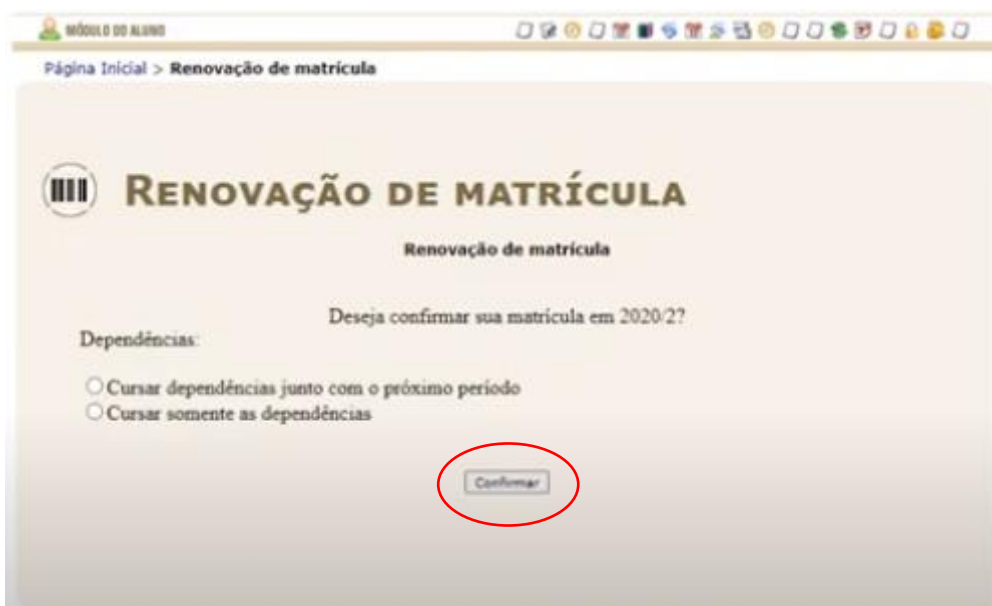 MÓDULO DO ALUNO
Página Inicial > Renovação de matrícula
RENOVAÇÃO DE MATRÍCULA
Renovação de matrícula
Deseja confirmar sua matrícula em 2020/2?
Dependências:
Cursar dependências junto com o próximo período
Cursar somente as dependências
Confirmar